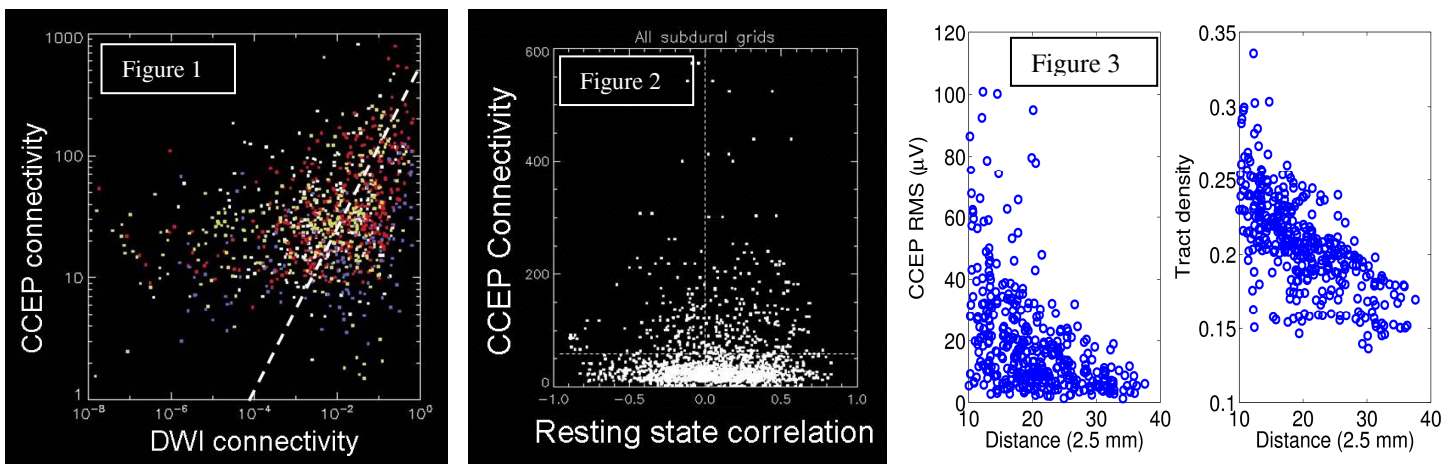 Figure 1
CCEP connectivity
1000
100
10
1
10⁻⁸ 10⁻⁶ 10⁻⁴ 10⁻² 10⁰
DWI connectivity
All subdural grids
Figure 2
CCEP Connectivity
600
400
200
0
-1.0 -0.5 0.0 0.5 1.0
Resting state correlation
Figure 3
CCEP RMS (μV)
120
100
80
60
40
20
0
10 20 30 40
Distance (2.5 mm)
Tract density
0.35
0.3
0.25
0.2
0.15
0.1
10 20 30 40
Distance (2.5 mm)